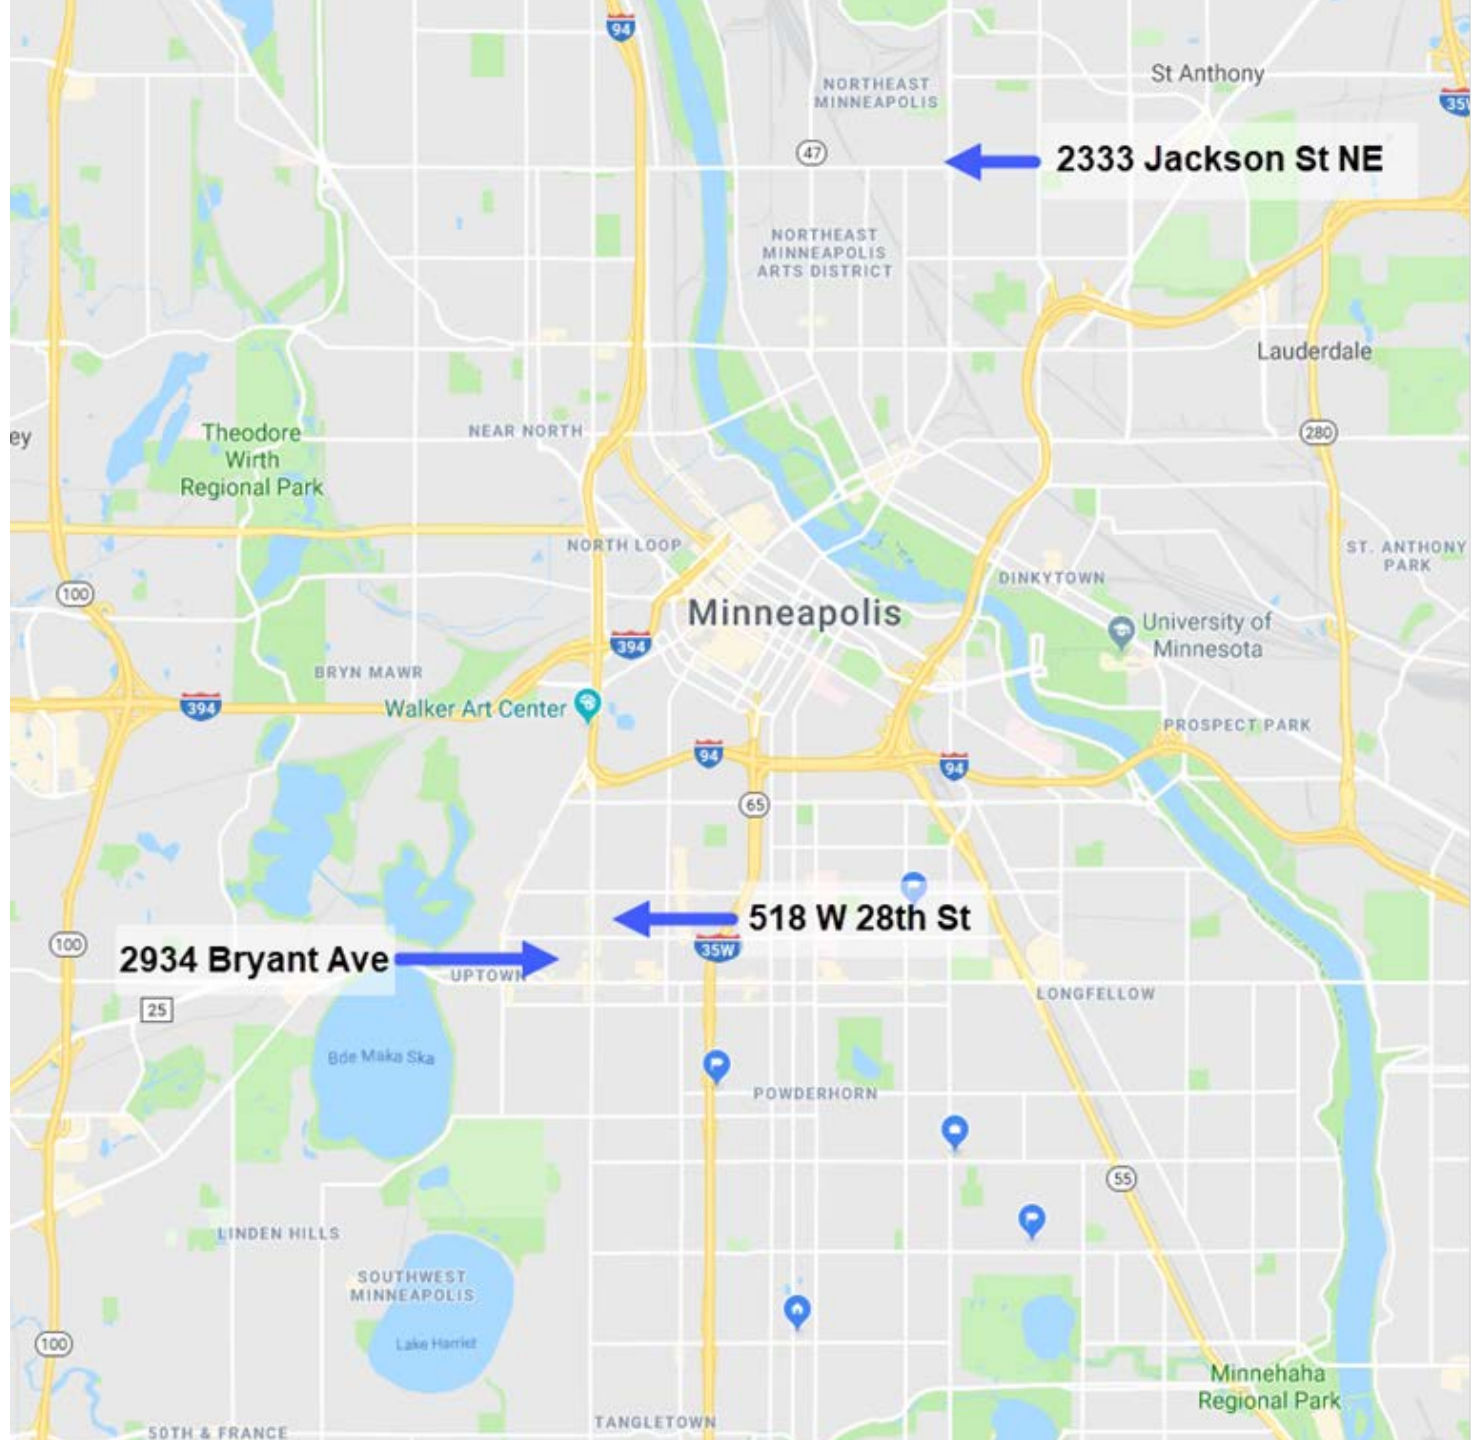 94
St Anthony
NORTHEAST
MINNEAPOLIS
35W
47
2333 Jackson St NE
NORTHEAST
MINNEAPOLIS
ARTS DISTRICT
Lauderdale
ey
Theodore
Wirth
Regional Park
NEAR NORTH
280
NORTH LOOP
ST. ANTHONY
PARK
DINKYTOWN
100
Minneapolis
University of
Minnesota
394
BRYN MAWR
394
Walker Art Center
PROSPECT PARK
94
94
65
518 W 28th St
100
35W
2934 Bryant Ave
UPTOWN
LONGFELLOW
25
Bde Maka Ska
POWDERHORN
55
LINDEN HILLS
SOUTHWEST
MINNEAPOLIS
Lake Harriet
100
Minnehaha
Regional Park
TANGLETOWN
50TH & FRANCE